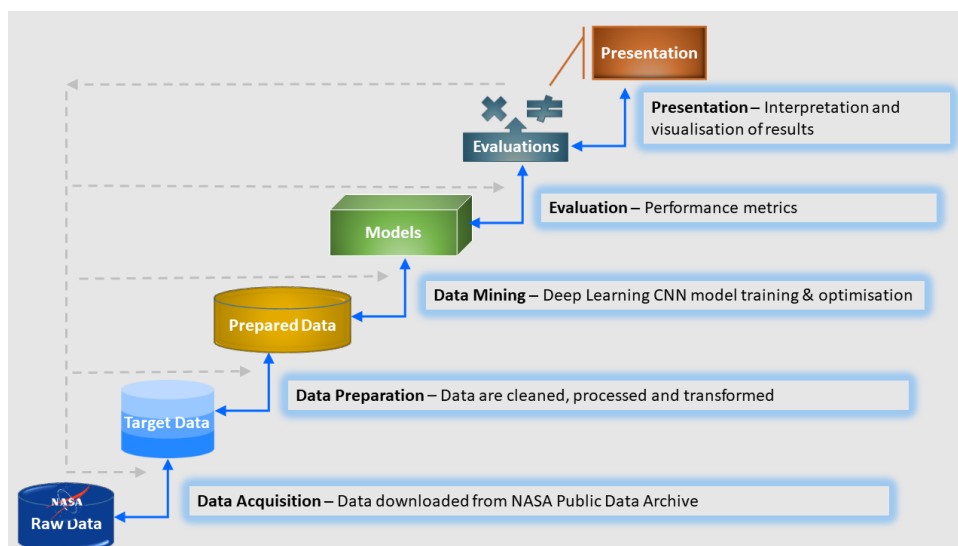 Presentation
Presentation – Interpretation and
visualisation of results
Evaluations
Evaluation – Performance metrics
Models
Data Mining – Deep Learning CNN model training & optimisation
Prepared Data
Data Preparation – Data are cleaned, processed and transformed
Target Data
Data Acquisition – Data downloaded from NASA Public Data Archive
NASA
Raw Data